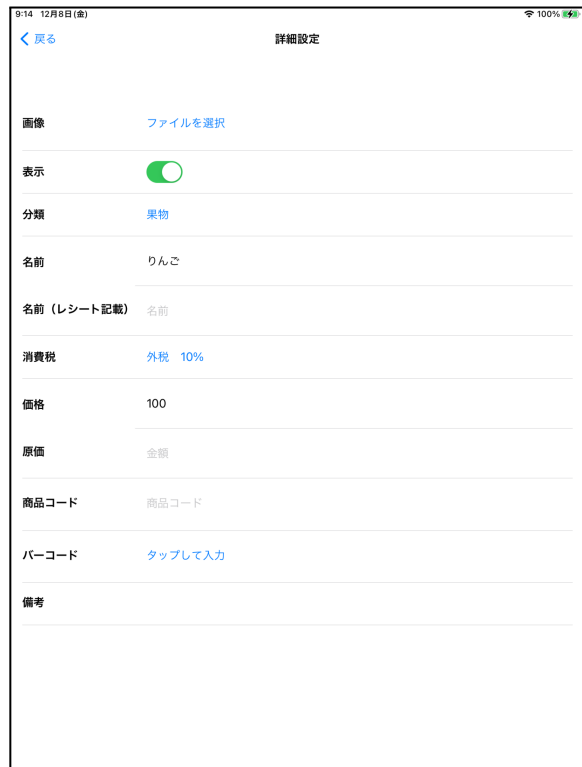 9:14 12月8日(金) 100%
戻る 詳細設定
画像 ファイルを選択
表示
分類 果物
名前 りんご
名前（レシート記載） 名前
消費税 外税 10%
価格 100
原価 金額
商品コード 商品コード
バーコード タップして入力
備考